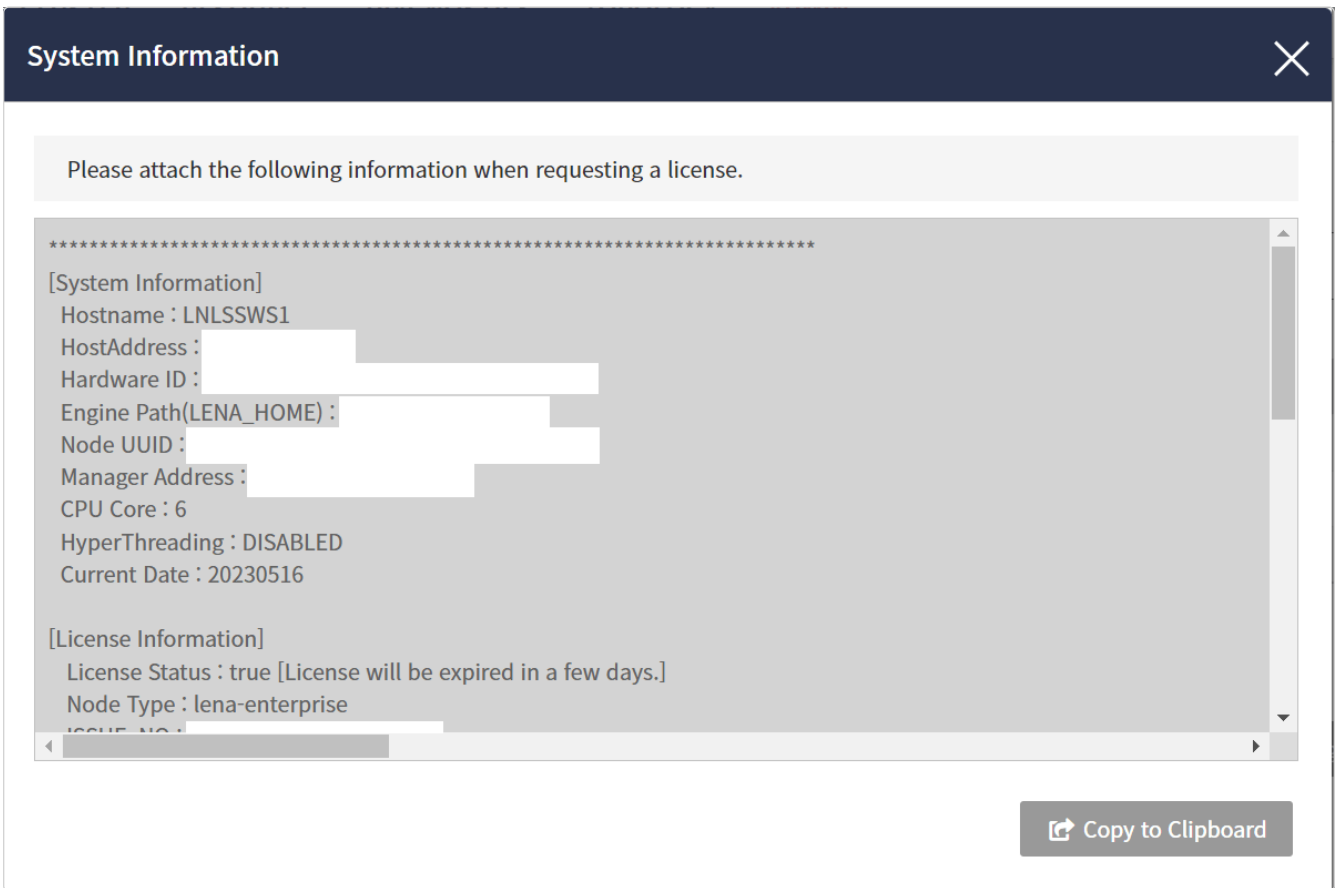 System Information
Please attach the following information when requesting a license.
****************************************************************************
[System Information]
Hostname : LNLSSWS1
HostAddress :
Hardware ID :
Engine Path(LENA_HOME) :
Node UUID :
Manager Address :
CPU Core : 6
HyperThreading : DISABLED
Current Date : 20230516
[License Information]
License Status : true [License will be expired in a few days.]
Node Type : lena-enterprise
Copy to Clipboard